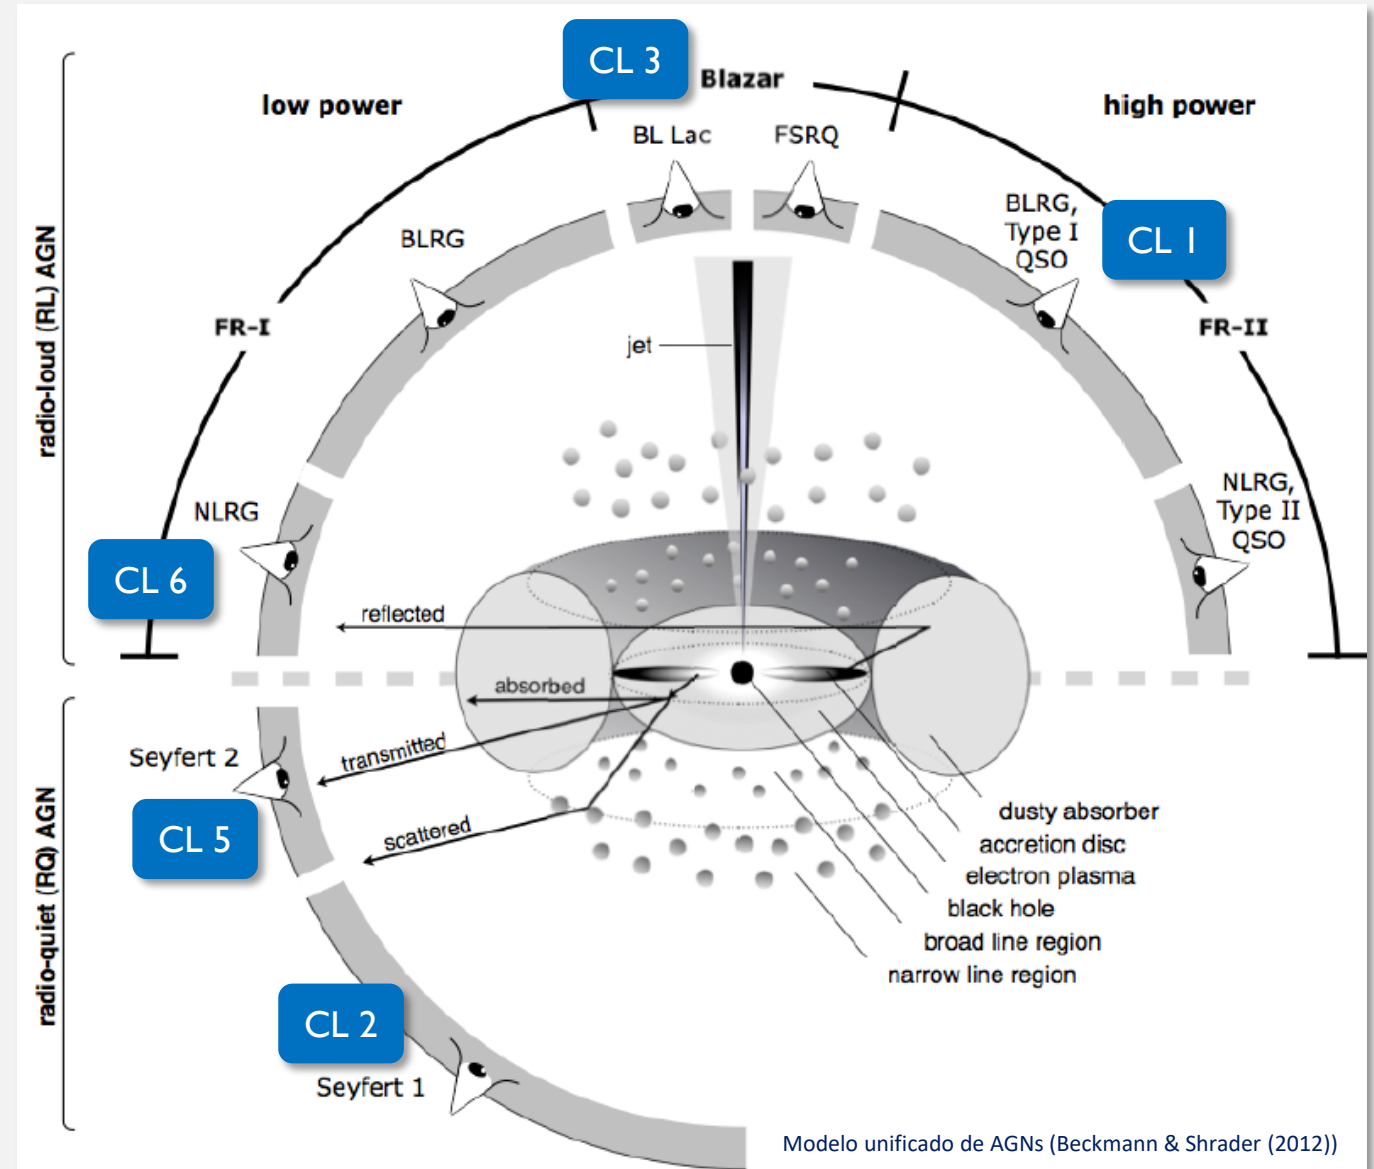 CL 3
Blazar
low power
high power
BL Lac
FSRQ
BLRG,
Type I
QSO
CL 1
BLRG
FR-I
FR-II
jet
radio-loud (RL) AGN
NLRG
NLRG,
Type II
QSO
CL 6
reflected
absorbed
transmitted
scattered
Seyfert 2
CL 5
radio-quiet (RQ) AGN
dusty absorber
accretion disc
electron plasma
black hole
broad line region
narrow line region
CL 2
Seyfert 1
Modelo unificado de AGNs (Beckmann & Shrader (2012))